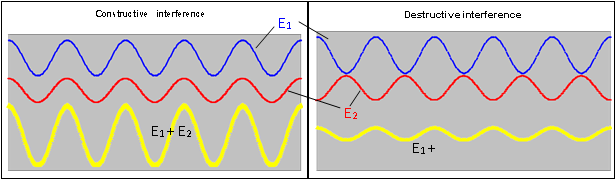 Constructive interference
Destructive interference
E1
E2
E1 + E2
E1 +